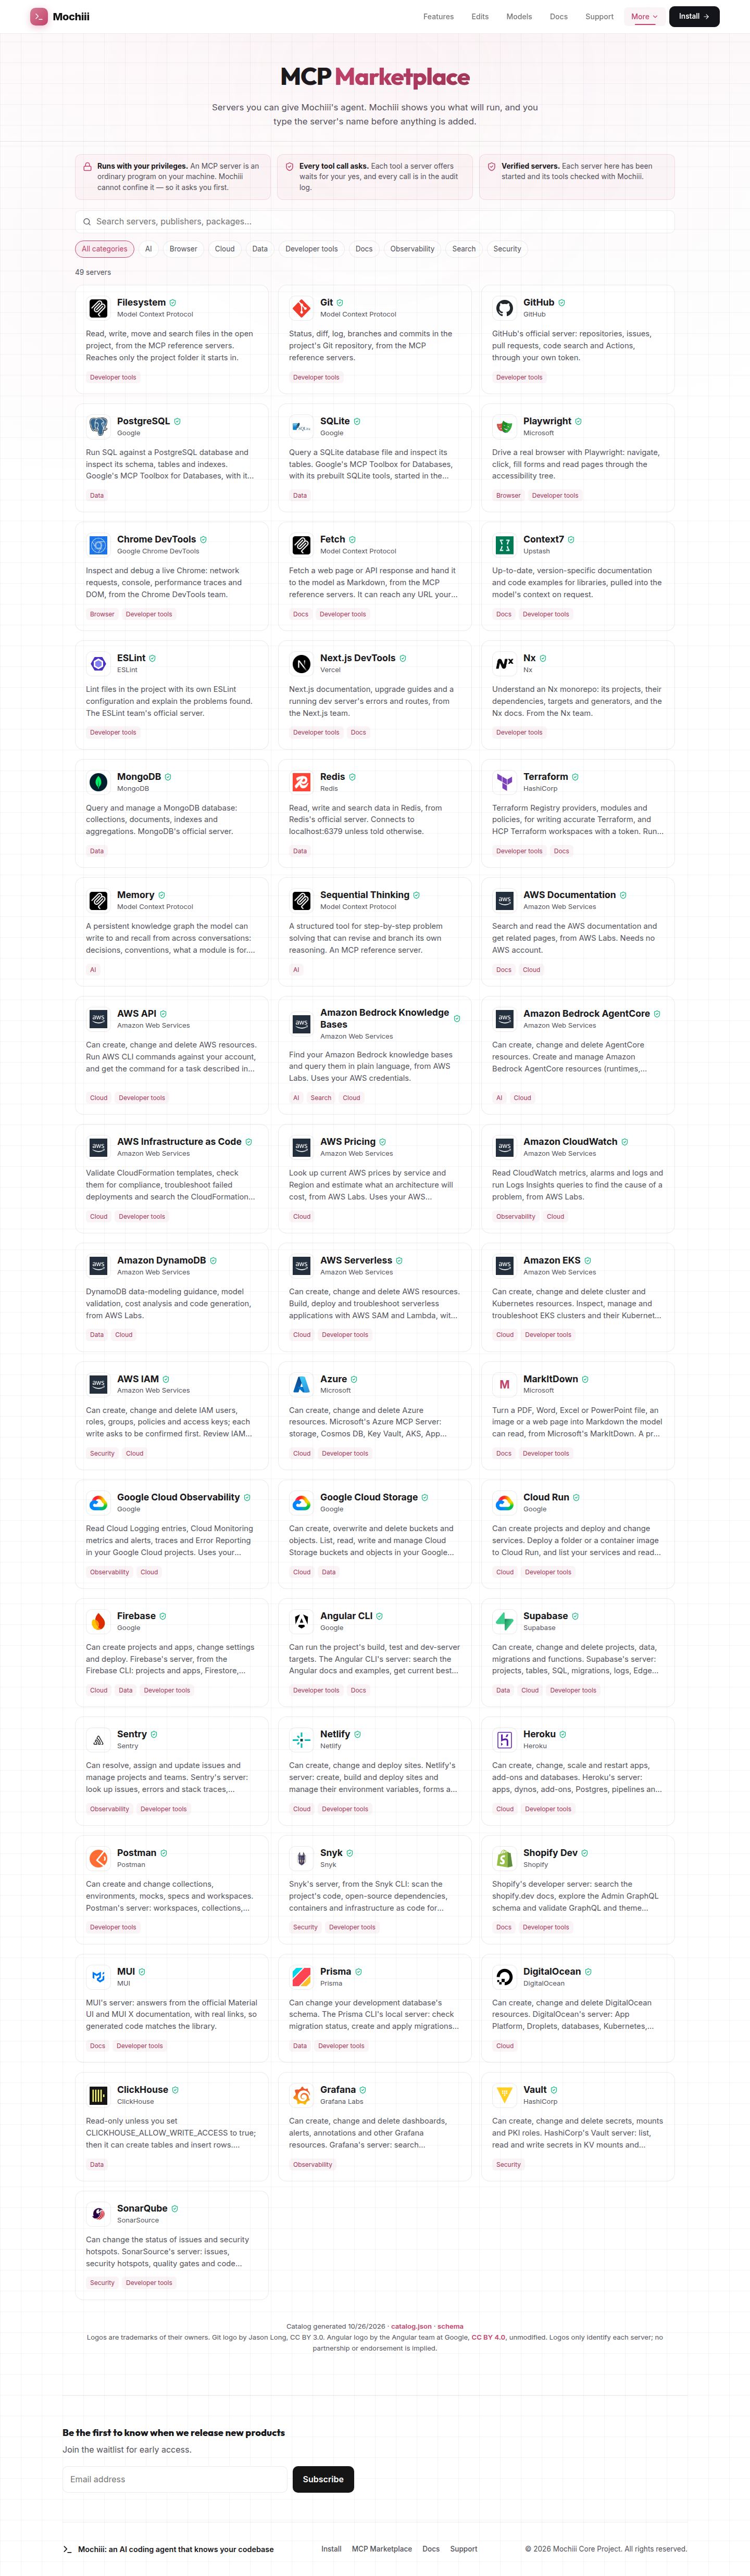 Mochiii
Features Edits Models Docs Support More Install →
MCP Marketplace
Servers you can give Mochiii's agent. Mochiii shows you what will run, and you
type the server's name before anything is added.
Runs with your privileges. An MCP server is an
ordinary program on your machine. Mochiii
cannot confine it — so it asks you first.
Every tool call asks. Each tool a server offers
waits for your yes, and every call is in the audit
log.
Verified servers. Each server here has been
started and its tools checked with Mochiii.
Search servers, publishers, packages...
All categories AI Browser Cloud Data Developer tools Docs Observability Search Security
49 servers
Filesystem
Model Context Protocol
Read, write, move and search files in the open
project, from the MCP reference servers.
Reaches only the project folder it starts in.
Developer tools
Git
Model Context Protocol
Status, diff, log, branches and commits in the
project's Git repository, from the MCP
reference servers.
Developer tools
GitHub
GitHub
GitHub's official server: repositories, issues,
pull requests, code search and Actions,
through your own token.
Developer tools
PostgreSQL
Google
Run SQL against a PostgreSQL database and
inspect its schema, tables and indexes.
Google's MCP Toolbox for Databases, with it...
Data
SQLite
Google
Query a SQLite database file and inspect its
tables. Google's MCP Toolbox for Databases,
with its prebuilt SQLite tools, started in the...
Data
Playwright
Microsoft
Drive a real browser with Playwright: navigate,
click, fill forms and read pages through the
accessibility tree.
Browser Developer tools
Chrome DevTools
Google Chrome DevTools
Inspect and debug a live Chrome: network
requests, console, performance traces and
DOM, from the Chrome DevTools team.
Browser Developer tools
Fetch
Model Context Protocol
Fetch a web page or API response and hand it
to the model as Markdown, from the MCP
reference servers. It can reach any URL your...
Docs Developer tools
Context7
Upstash
Up-to-date, version-specific documentation
and code examples for libraries, pulled into the
model's context on request.
Docs Developer tools
ESLint
ESLint
Lint files in the project with its own ESLint
configuration and explain the problems found.
The ESLint team's official server.
Developer tools
Next.js DevTools
Vercel
Next.js documentation, upgrade guides and a
running dev server's errors and routes, from
the Next.js team.
Developer tools Docs
Nx
Nx
Understand an Nx monorepo: its projects, their
dependencies, targets and generators, and the
Nx docs. From the Nx team.
Developer tools
MongoDB
MongoDB
Query and manage a MongoDB database:
collections, documents, indexes and
aggregations. MongoDB's official server.
Data
Redis
Redis
Read, write and search data in Redis, from
Redis's official server. Connects to
localhost:6379 unless told otherwise.
Data
Terraform
HashiCorp
Terraform Registry providers, modules and
policies, for writing accurate Terraform, and
HCP Terraform workspaces with a token. Run...
Developer tools Docs
Memory
Model Context Protocol
A persistent knowledge graph the model can
write to and recall from across conversations:
decisions, conventions, what a module is for....
AI
Sequential Thinking
Model Context Protocol
A structured tool for step-by-step problem
solving that can revise and branch its own
reasoning. An MCP reference server.
AI
AWS Documentation
Amazon Web Services
Search and read the AWS documentation and
get related pages, from AWS Labs. Needs no
AWS account.
Docs Cloud
aws
AWS API
Amazon Web Services
Can create, change and delete AWS resources.
Run AWS CLI commands against your account,
and get the command for a task described in...
Cloud Developer tools
aws
Amazon Bedrock Knowledge
Bases
Amazon Web Services
Find your Amazon Bedrock knowledge bases
and query them in plain language, from AWS
Labs. Uses your AWS credentials.
AI Search Cloud
aws
Amazon Bedrock AgentCore
Amazon Web Services
Can create, change and delete AgentCore
resources. Create and manage Amazon
Bedrock AgentCore resources (runtimes,...
AI Cloud
aws
AWS Infrastructure as Code
Amazon Web Services
Validate CloudFormation templates, check
them for compliance, troubleshoot failed
deployments and search the CloudFormation...
Cloud Developer tools
aws
AWS Pricing
Amazon Web Services
Look up current AWS prices by service and
Region and estimate what an architecture will
cost, from AWS Labs. Uses your AWS...
Cloud
aws
Amazon CloudWatch
Amazon Web Services
Read CloudWatch metrics, alarms and logs and
run Logs Insights queries to find the cause of a
problem, from AWS Labs.
Observability Cloud
aws
Amazon DynamoDB
Amazon Web Services
DynamoDB data-modeling guidance, model
validation, cost analysis and code generation,
from AWS Labs.
Data Cloud
aws
AWS Serverless
Amazon Web Services
Can create, change and delete AWS resources.
Build, deploy and troubleshoot serverless
applications with AWS SAM and Lambda, wit...
Cloud Developer tools
aws
Amazon EKS
Amazon Web Services
Can create, change and delete cluster and
Kubernetes resources. Inspect, manage and
troubleshoot EKS clusters and their Kubernet...
Cloud Developer tools
aws
AWS IAM
Amazon Web Services
Can create, change and delete IAM users,
roles, groups, policies and access keys; each
write asks to be confirmed first. Review IAM...
Security Cloud
Azure
Microsoft
Can create, change and delete Azure
resources. Microsoft's Azure MCP Server:
storage, Cosmos DB, Key Vault, AKS, App...
Cloud Developer tools
M
MarkItDown
Microsoft
Turn a PDF, Word, Excel or PowerPoint file, an
image or a web page into Markdown the model
can read, from Microsoft's MarkItDown. A pr...
Docs Developer tools
Google Cloud Observability
Google
Read Cloud Logging entries, Cloud Monitoring
metrics and alerts, traces and Error Reporting
in your Google Cloud projects. Uses your...
Observability Cloud
Google Cloud Storage
Google
Can create, overwrite and delete buckets and
objects. List, read, write and manage Cloud
Storage buckets and objects in your Google...
Cloud Data
Cloud Run
Google
Can create projects and deploy and change
services. Deploy a folder or a container image
to Cloud Run, and list your services and read...
Cloud Developer tools
Firebase
Google
Can create projects and apps, change settings
and deploy. Firebase's server, from the
Firebase CLI: projects and apps, Firestore,...
Cloud Data Developer tools
Angular CLI
Google
Can run the project's build, test and dev-server
targets. The Angular CLI's server: search the
Angular docs and examples, get current best...
Developer tools Docs
Supabase
Supabase
Can create, change and delete projects, data,
migrations and functions. Supabase's server:
projects, tables, SQL, migrations, logs, Edge...
Data Cloud Developer tools
Sentry
Sentry
Can resolve, assign and update issues and
manage projects and teams. Sentry's server:
look up issues, errors and stack traces,...
Observability Developer tools
Netlify
Netlify
Can create, change and deploy sites. Netlify's
server: create, build and deploy sites and
manage their environment variables, forms a...
Cloud Developer tools
Heroku
Heroku
Can create, change, scale and restart apps,
add-ons and databases. Heroku's server:
apps, dynos, add-ons, Postgres, pipelines an...
Cloud Developer tools
Postman
Postman
Can create and change collections,
environments, mocks, specs and workspaces.
Postman's server: workspaces, collections,...
Developer tools
Snyk
Snyk
Snyk's server, from the Snyk CLI: scan the
project's code, open-source dependencies,
containers and infrastructure as code for...
Security Developer tools
Shopify Dev
Shopify
Shopify's developer server: search the
shopify.dev docs, explore the Admin GraphQL
schema and validate GraphQL and theme...
Docs Developer tools
MUI
MUI
MUI's server: answers from the official Material
UI and MUI X documentation, with real links, so
generated code matches the library.
Docs Developer tools
Prisma
Prisma
Can change your development database's
schema. The Prisma CLI's local server: check
migration status, create and apply migrations...
Data Developer tools
DigitalOcean
DigitalOcean
Can create, change and delete DigitalOcean
resources. DigitalOcean's server: App
Platform, Droplets, databases, Kubernetes,...
Cloud
ClickHouse
ClickHouse
Read-only unless you set
CLICKHOUSE_ALLOW_WRITE_ACCESS to true;
then it can create tables and insert rows....
Data
Grafana
Grafana Labs
Can create, change and delete dashboards,
alerts, annotations and other Grafana
resources. Grafana's server: search...
Observability
Vault
HashiCorp
Can create, change and delete secrets, mounts
and PKI roles. HashiCorp's Vault server: list,
read and write secrets in KV mounts and...
Security
SonarQube
SonarSource
Can change the status of issues and security
hotspots. SonarSource's server: issues,
security hotspots, quality gates and code...
Security Developer tools
Catalog generated 10/26/2026 · catalog.json · schema
Logos are trademarks of their owners. Git logo by Jason Long, CC BY 3.0. Angular logo by the Angular team at Google, CC BY 4.0, unmodified. Logos only identify each server; no
partnership or endorsement is implied.
Be the first to know when we release new products
Join the waitlist for early access.
Email address
Subscribe
Mochiii: an AI coding agent that knows your codebase
Install MCP Marketplace Docs Support
© 2026 Mochiii Core Project. All rights reserved.